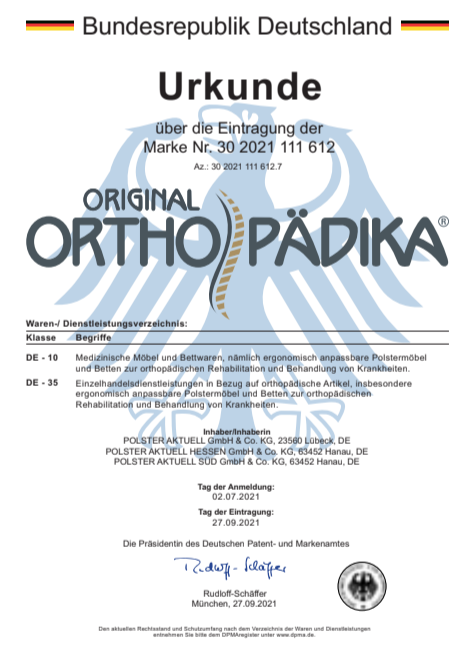 Bundesrepublik Deutschland
Urkunde
über die Eintragung der
Marke Nr. 30 2021 111 612
Az.: 30 2021 111 612.7
ORIGINAL
ORTHO PÄDIKA®
Waren-/ Dienstleistungsverzeichnis:
Klasse Begriffe
DE - 10 Medizinische Möbel und Bettwaren, nämlich ergonomisch anpassbare Polstermöbel
und Betten zur orthopädischen Rehabilitation und Behandlung von Krankheiten.
DE - 35 Einzelhandelsdienstleistungen in Bezug auf orthopädische Artikel, insbesondere
ergonomisch anpassbare Polstermöbel und Betten zur orthopädischen
Rehabilitation und Behandlung von Krankheiten.
Inhaber/Inhaberin
POLSTER AKTUELL GmbH & Co. KG, 23560 Lübeck, DE
POLSTER AKTUELL HESSEN GmbH & Co. KG, 63452 Hanau, DE
POLSTER AKTUELL SÜD GmbH & Co. KG, 63452 Hanau, DE
Tag der Anmeldung:
02.07.2021
Tag der Eintragung:
27.09.2021
Die Präsidentin des Deutschen Patent- und Markenamtes
Rudloff-Schäffer
Rudloff-Schäffer
München, 27.09.2021
Den aktuellen Rechtsstand und Schutzumfang nach dem Verzeichnis der Waren und Dienstleistungen
entnehmen Sie bitte dem DPMAregister unter www.dpma.de.